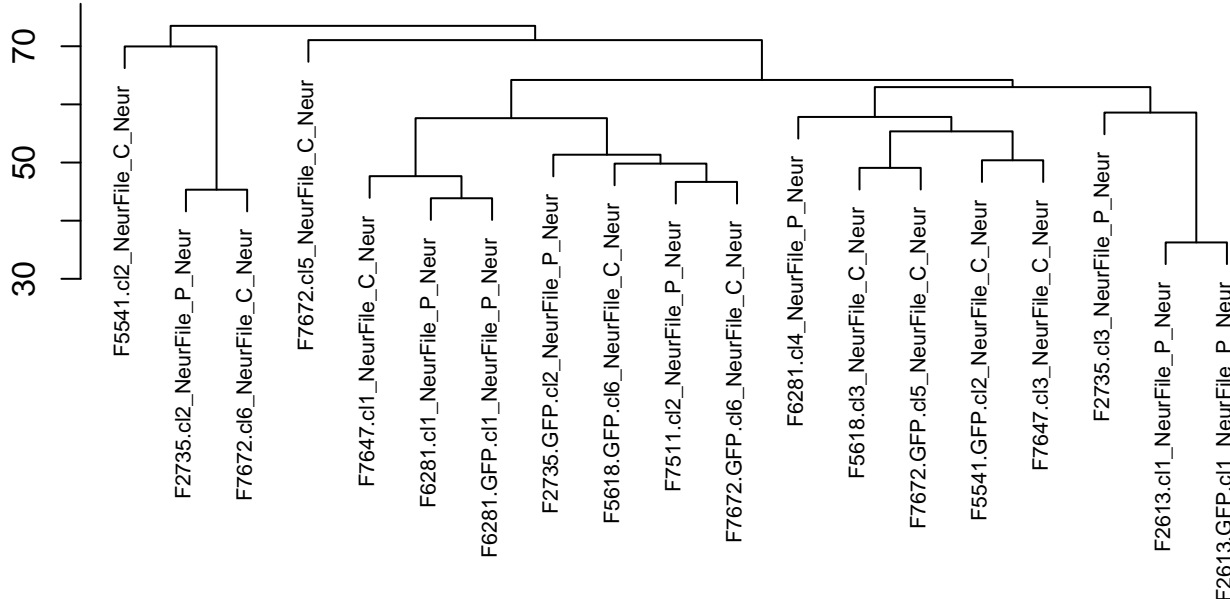 70
50
30
F5541.cl2_NeurFile_C_Neur
F2735.cl2_NeurFile_P_Neur
F7672.cl6_NeurFile_C_Neur
F7672.cl5_NeurFile_C_Neur
F7647.cl1_NeurFile_C_Neur
F6281.cl1_NeurFile_P_Neur
F6281.GFP.cl1_NeurFile_P_Neur
F2735.GFP.cl2_NeurFile_P_Neur
F5618.GFP.cl6_NeurFile_C_Neur
F7511.cl2_NeurFile_P_Neur
F7672.GFP.cl6_NeurFile_C_Neur
F6281.cl4_NeurFile_P_Neur
F5618.cl3_NeurFile_C_Neur
F7672.GFP.cl5_NeurFile_C_Neur
F5541.GFP.cl2_NeurFile_C_Neur
F7647.cl3_NeurFile_C_Neur
F2735.cl3_NeurFile_P_Neur
F2613.cl1_NeurFile_P_Neur
F2613.GFP.cl1_NeurFile_P_Neur